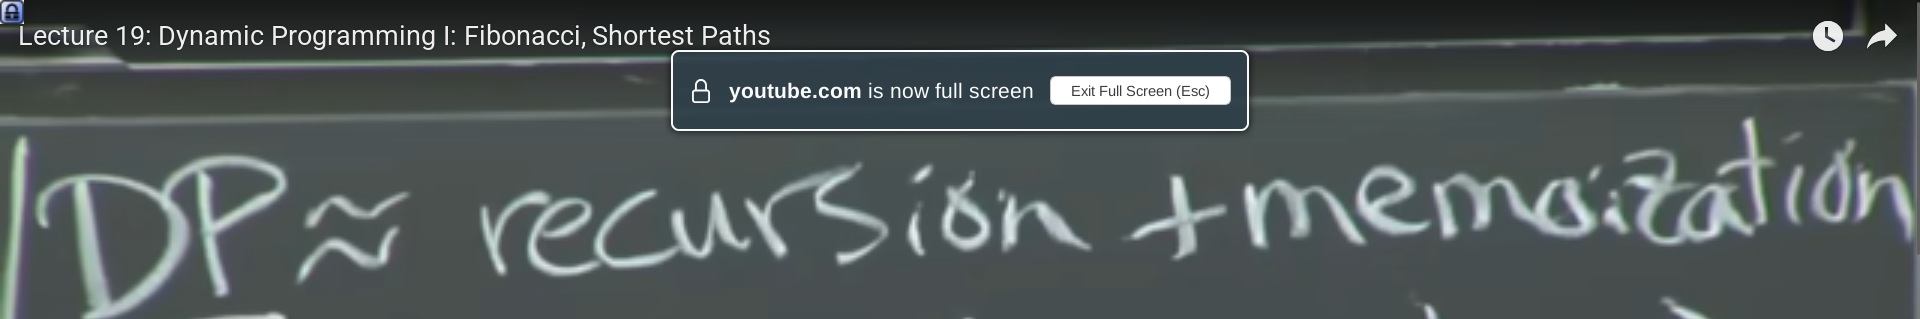 Lecture 19: Dynamic Programming I: Fibonacci, Shortest Paths
youtube.com is now full screen Exit Full Screen (Esc)
DP ≈ recursion + memoization